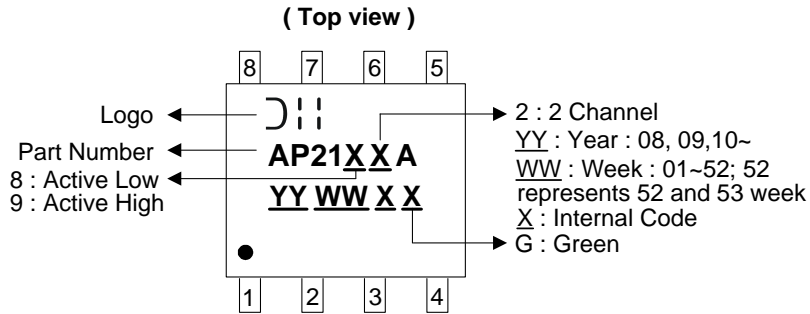 ( Top view )
8 7 6 5
Logo
Part Number
8 : Active Low
9 : Active High
AP21X X A
YY WW X X
2 : 2 Channel
YY : Year : 08, 09,10~
WW : Week : 01~52; 52
represents 52 and 53 week
X : Internal Code
G : Green
1 2 3 4